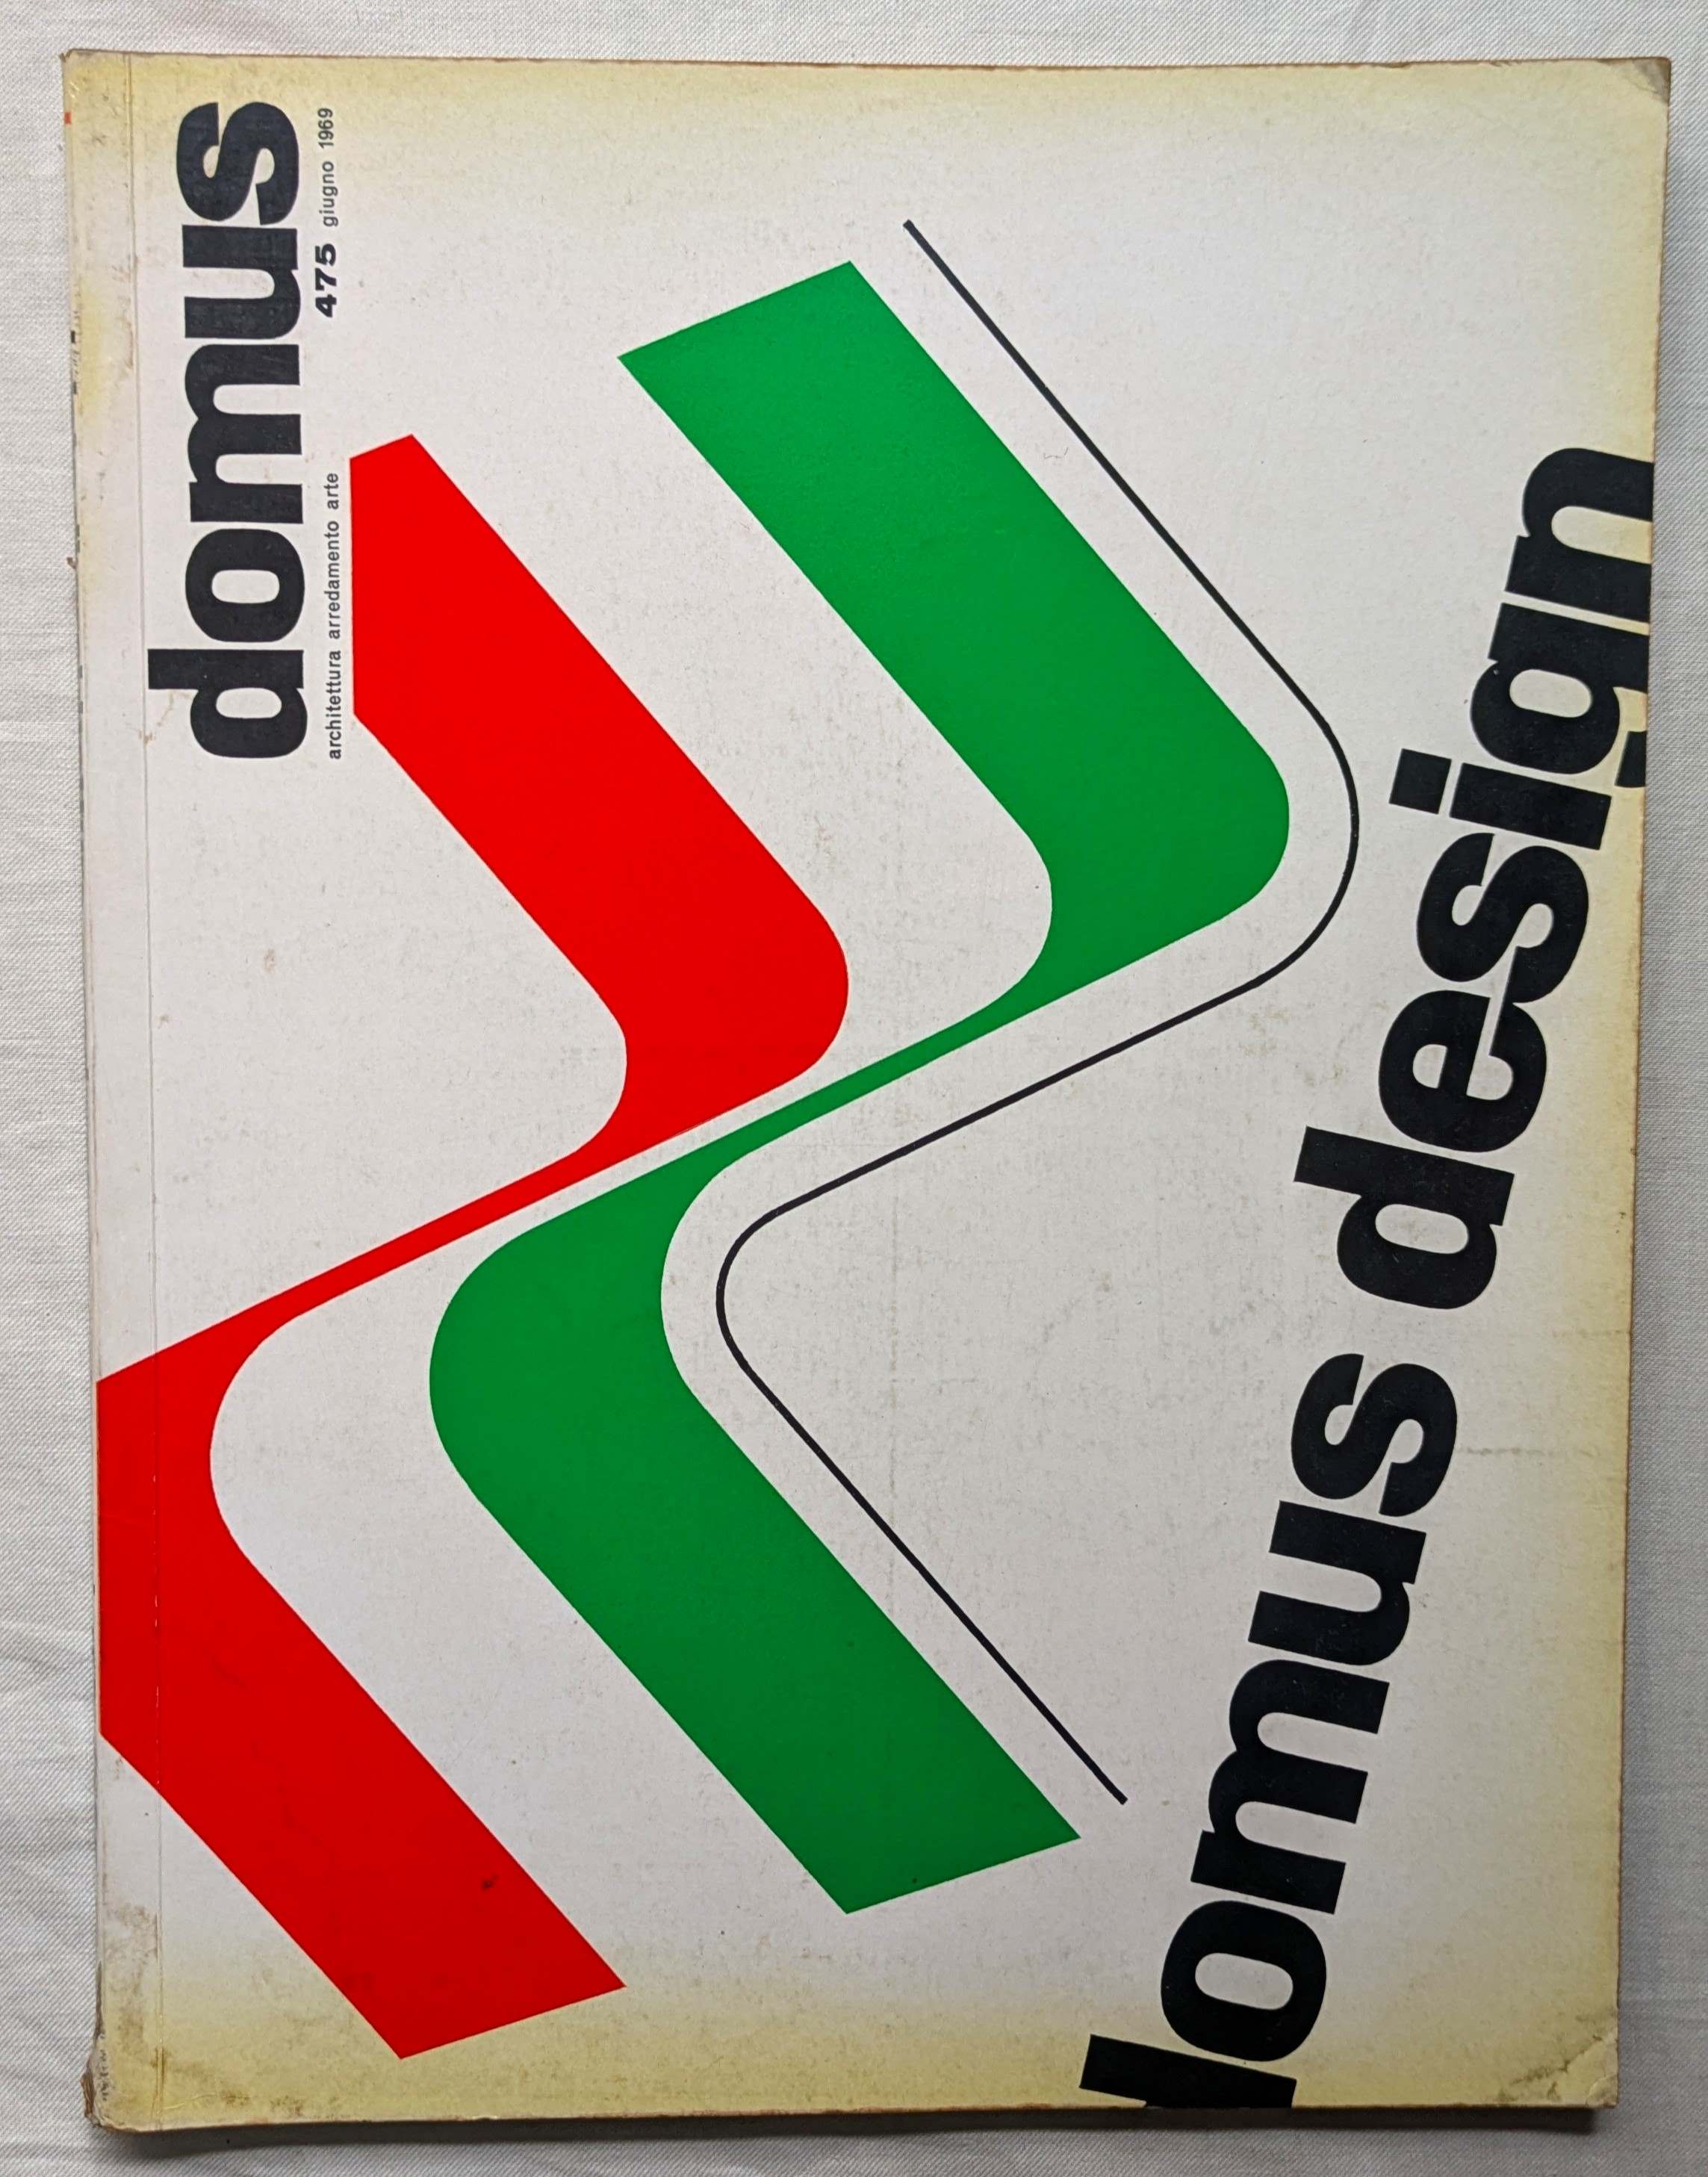 domus
architettura arredamento arte
475 giugno 1969
domus design